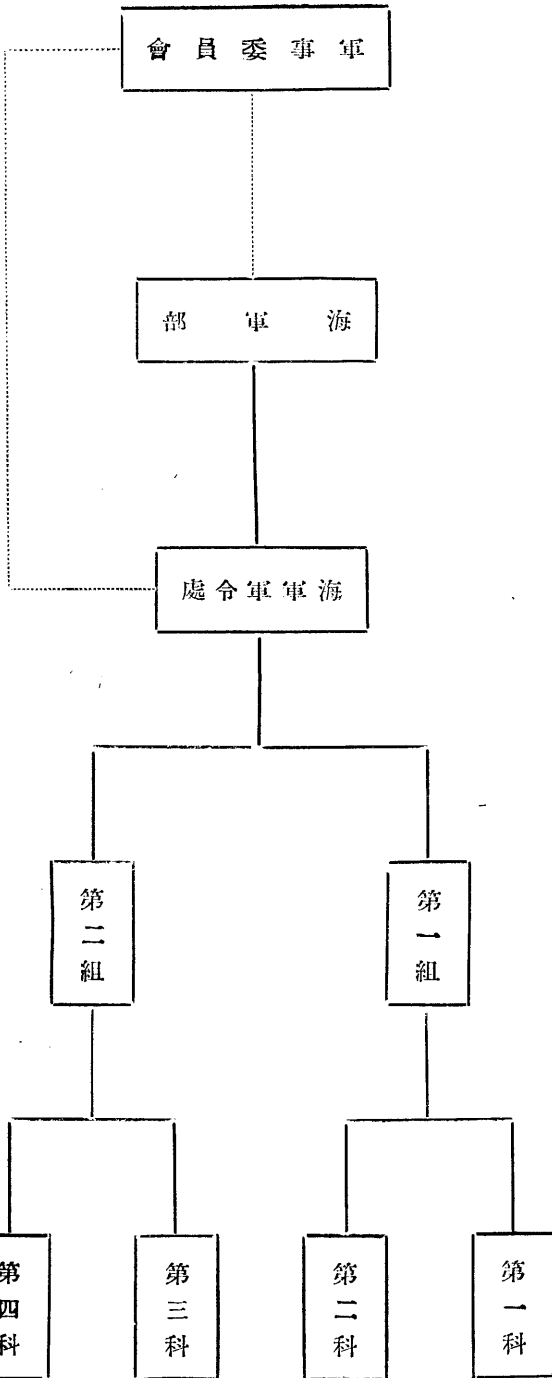 軍事委員會
海軍部
海軍軍令處
第一組
第二組
第一科
第二科
第三科
第四科